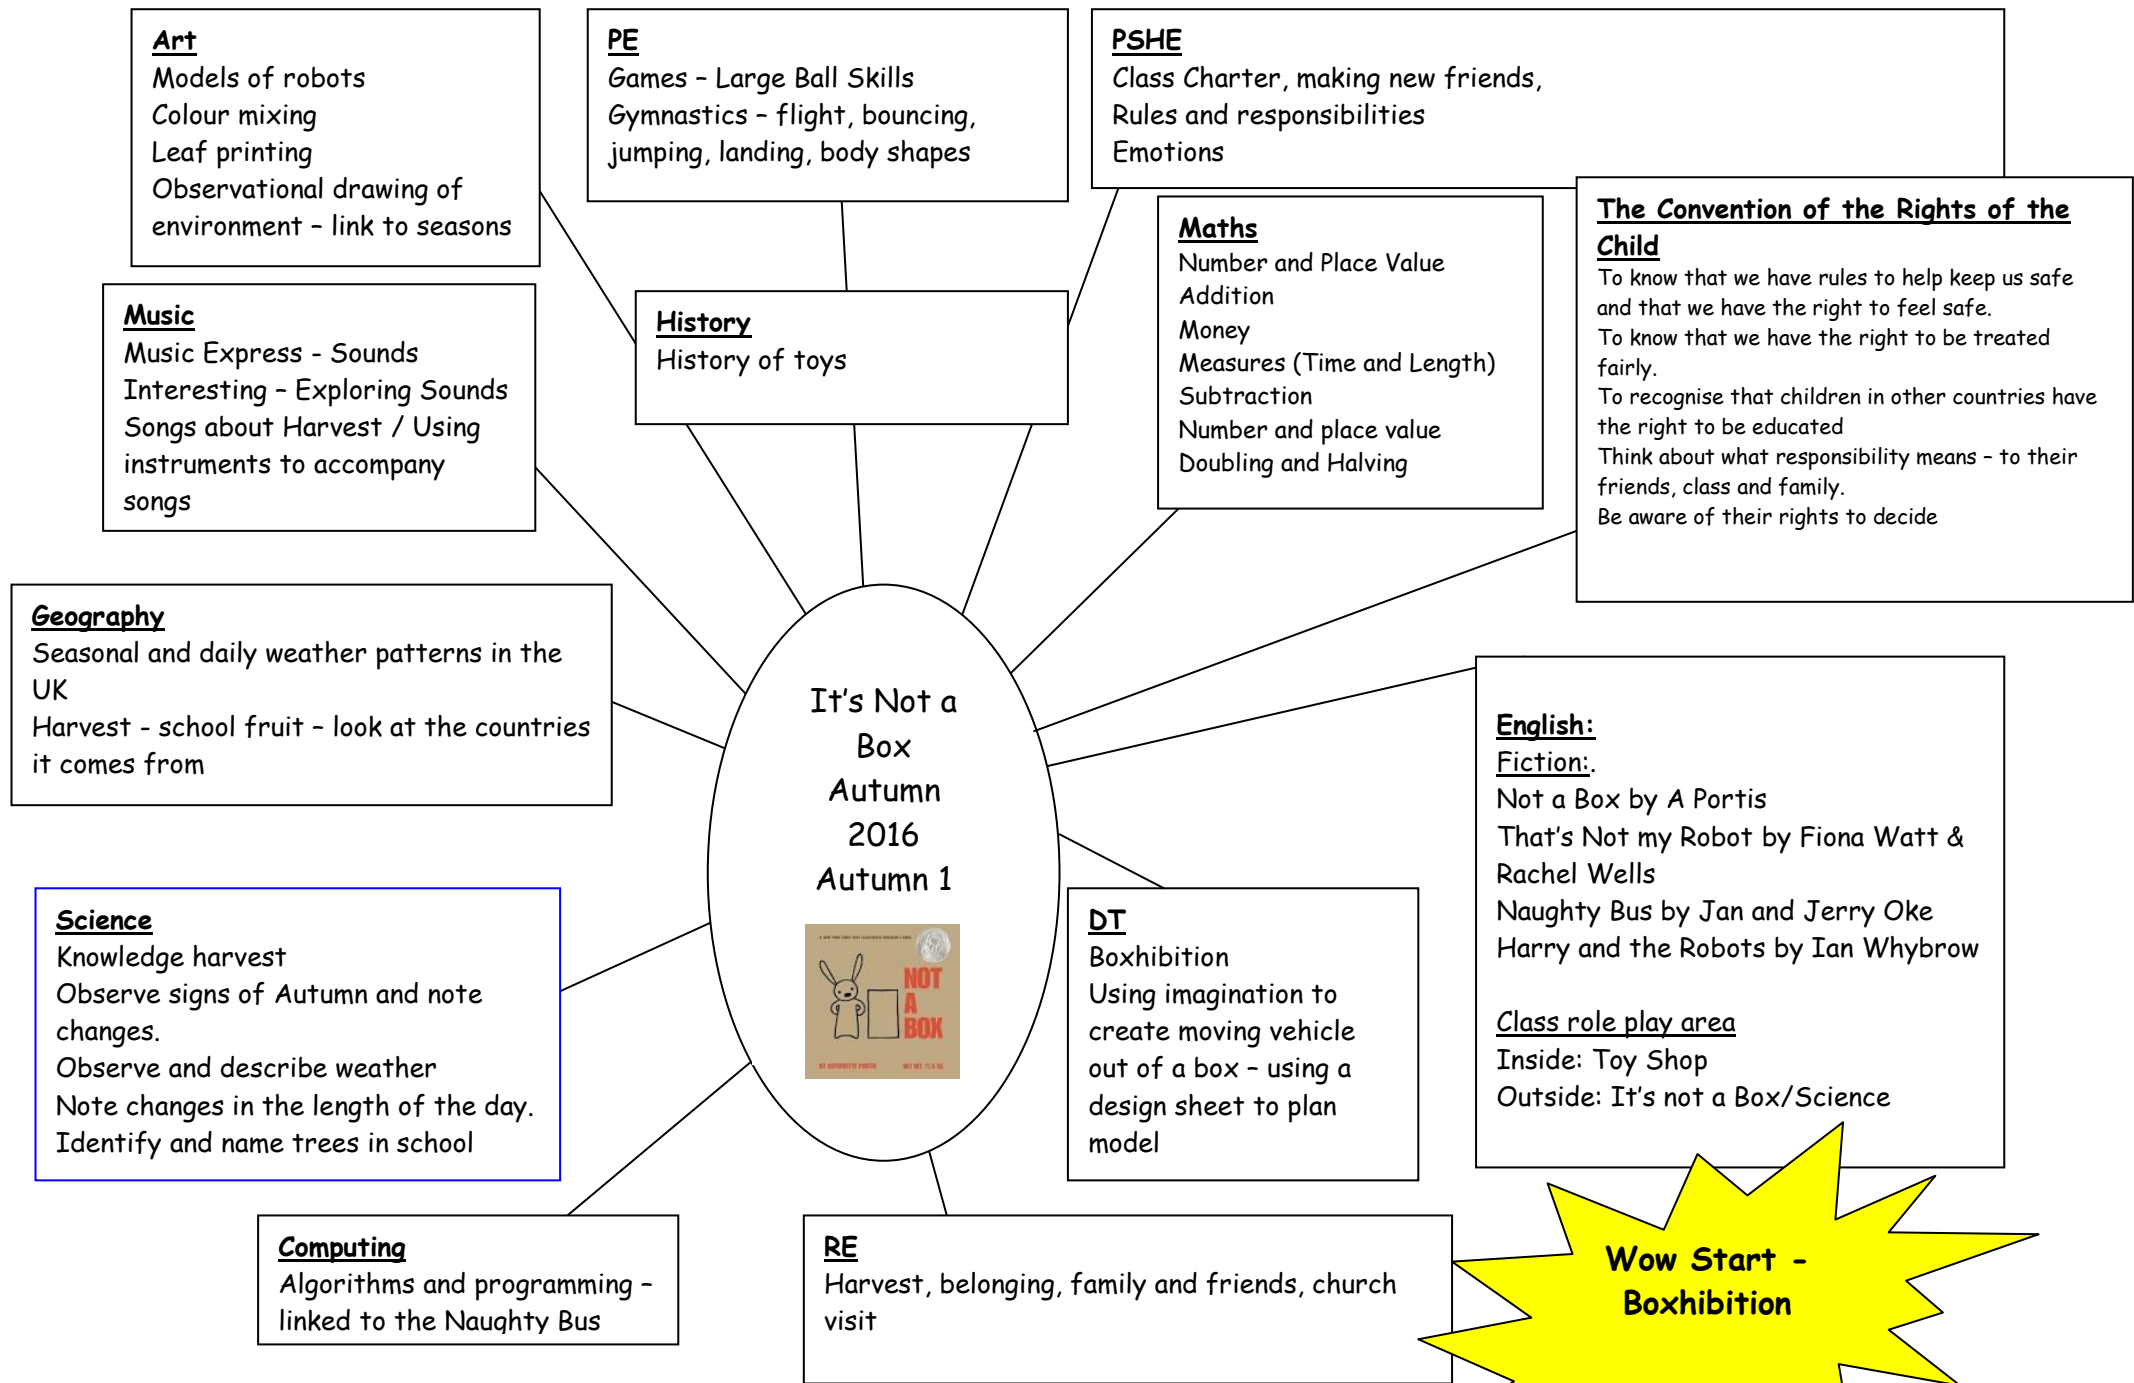 Art
Models of robots
Colour mixing
Leaf printing
Observational drawing of
environment – link to seasons
PE
Games – Large Ball Skills
Gymnastics – flight, bouncing,
jumping, landing, body shapes
PSHE
Class Charter, making new friends,
Rules and responsibilities
Emotions
Music
Music Express - Sounds
Interesting – Exploring Sounds
Songs about Harvest / Using
instruments to accompany
songs
History
History of toys
Maths
Number and Place Value
Addition
Money
Measures (Time and Length)
Subtraction
Number and place value
Doubling and Halving
The Convention of the Rights of the
Child
To know that we have rules to help keep us safe
and that we have the right to feel safe.
To know that we have the right to be treated
fairly.
To recognise that children in other countries have
the right to be educated
Think about what responsibility means – to their
friends, class and family.
Be aware of their rights to decide
Geography
Seasonal and daily weather patterns in the
UK
Harvest - school fruit – look at the countries
it comes from
It's Not a
Box
Autumn
2016
Autumn 1
NOT
A
BOX
BY ANTOINETTE PORTIS
NET WT. 11.5 OZ.
English:
Fiction:.
Not a Box by A Portis
That's Not my Robot by Fiona Watt &
Rachel Wells
Naughty Bus by Jan and Jerry Oke
Harry and the Robots by Ian Whybrow
Class role play area
Inside: Toy Shop
Outside: It's not a Box/Science
Science
Knowledge harvest
Observe signs of Autumn and note
changes.
Observe and describe weather
Note changes in the length of the day.
Identify and name trees in school
DT
Boxhibition
Using imagination to
create moving vehicle
out of a box – using a
design sheet to plan
model
Computing
Algorithms and programming –
linked to the Naughty Bus
RE
Harvest, belonging, family and friends, church
visit
Wow Start -
Boxhibition